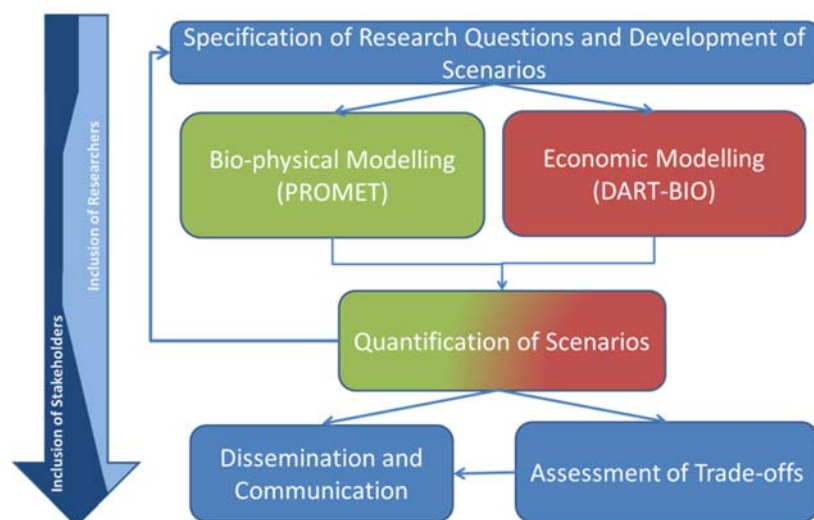 Specification of Research Questions and Development of
Scenarios
Inclusion of Researchers
Inclusion of Stakeholders
Bio-physical Modelling
(PROMET)
Economic Modelling
(DART-BIO)
Quantification of Scenarios
Dissemination and
Communication
Assessment of Trade-offs